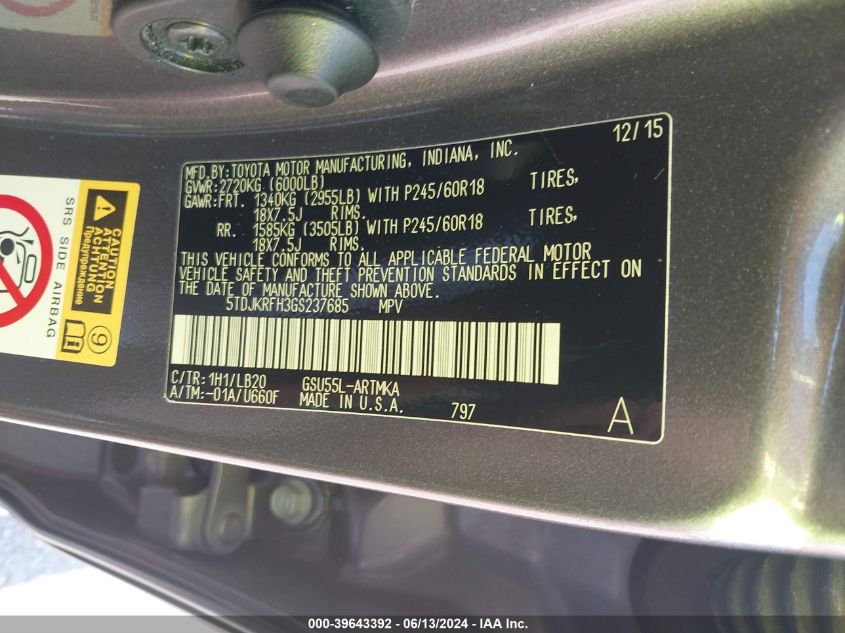 12/15
MFD. BY: TOYOTA MOTOR MANUFACTURING, INDIANA, INC.
GVWR: 2720KG (6000LB)
GAWR: FRT. 1340KG (2955LB) WITH P245/60R18 TIRES,
18X7.5J RIMS.
RR. 1585KG (3505LB) WITH P245/60R18 TIRES,
18X7.5J RIMS.
THIS VEHICLE CONFORMS TO ALL APPLICABLE FEDERAL MOTOR
VEHICLE SAFETY AND THEFT PREVENTION STANDARDS IN EFFECT ON
THE DATE OF MANUFACTURE SHOWN ABOVE.
5TDJKRFH3GS237685 MPV
C/TR: 1H1/LB20 GSU55L-ARTMKA
A/TM:-01A/U660F MADE IN U.S.A. 797 A
CAUTION
ATTENTION
ACHTUNG
Предупреждение
SRS SIDE AIRBAG
9
000-39643392 - 06/13/2024 - IAA Inc.